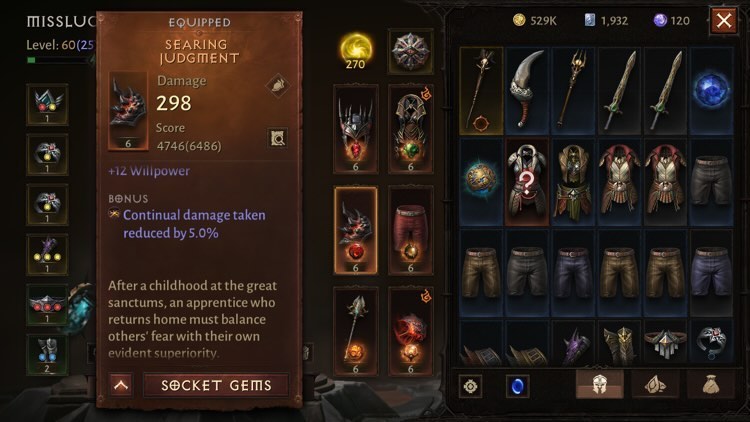 MISSLUC
Level: 60(25
1
1
1
1
1
2
EQUIPPED
SEARING
JUDGMENT
Damage
298
Score
4746(6486)
6
+12 Willpower
BONUS
Continual damage taken
reduced by 5.0%
After a childhood at the great
sanctums, an apprentice who
returns home must balance
others' fear with their own
evident superiority.
SOCKET GEMS
270
6
6
6
6
6
6
529K
1,932
120
?